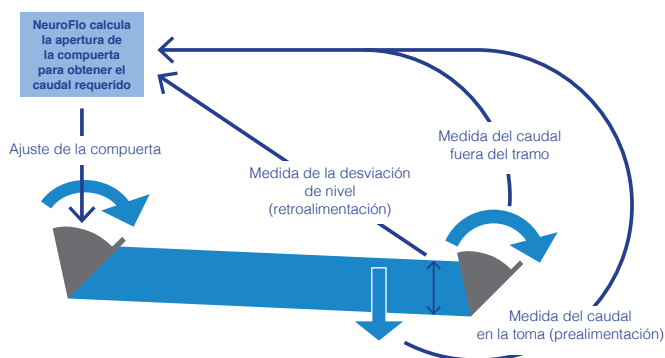 NeuroFlo calcula
la apertura de
la compuerta
para obtener el
caudal requerido
Ajuste de la compuerta
Medida de la desviación
de nivel
(retroalimentación)
Medida del caudal
fuera del tramo
Medida del caudal
en la toma (prealimentación)